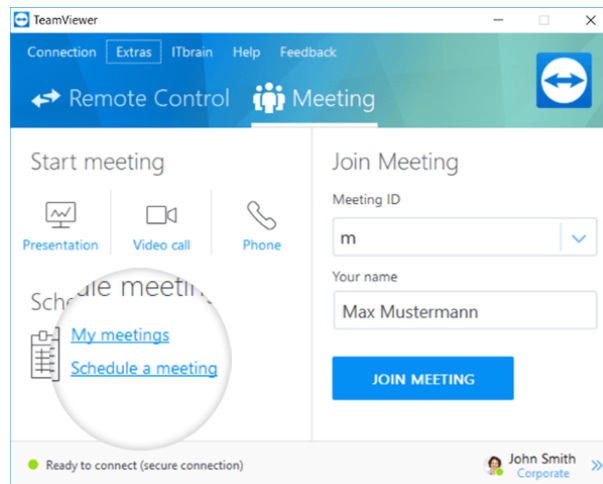 TeamViewer
Connection Extras ITbrain Help Feedback
Remote Control Meeting
Start meeting
Presentation Video call Phone
My meetings
Schedule a meeting
Join Meeting
Meeting ID
m
Your name
Max Mustermann
JOIN MEETING
Ready to connect (secure connection)
John Smith
Corporate